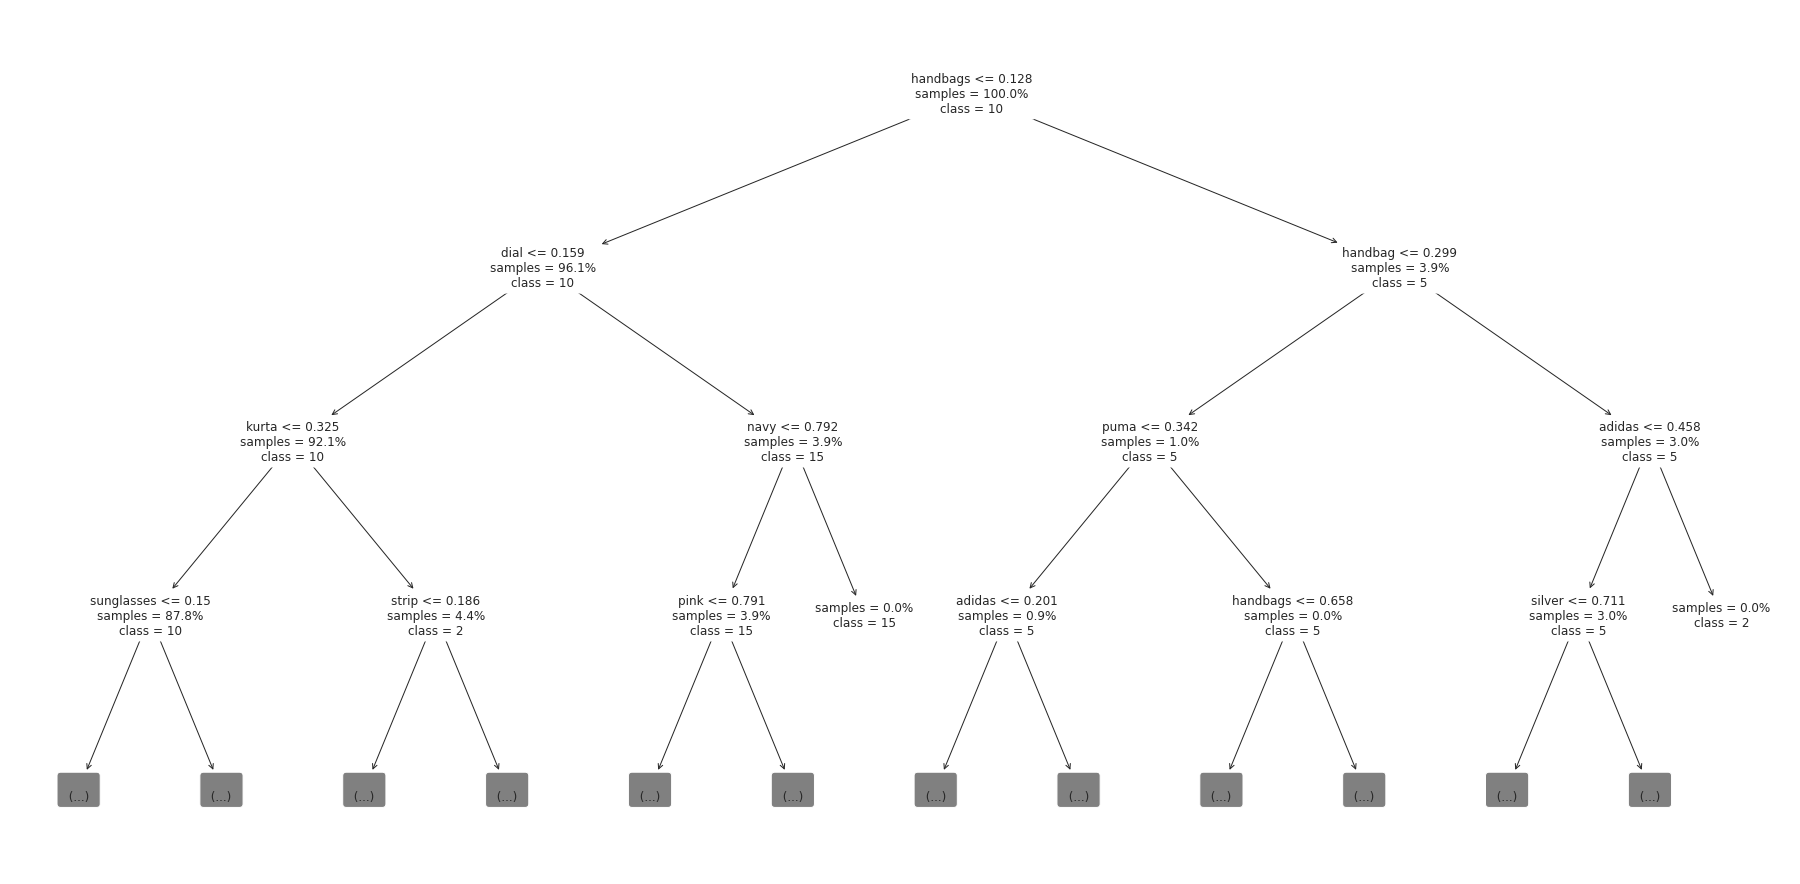 handbags <= 0.128
samples = 100.0%
class = 10
dial <= 0.159
samples = 96.1%
class = 10
handbag <= 0.299
samples = 3.9%
class = 5
kurta <= 0.325
samples = 92.1%
class = 10
navy <= 0.792
samples = 3.9%
class = 15
puma <= 0.342
samples = 1.0%
class = 5
adidas <= 0.458
samples = 3.0%
class = 5
sunglasses <= 0.15
samples = 87.8%
class = 10
strip <= 0.186
samples = 4.4%
class = 2
pink <= 0.791
samples = 3.9%
class = 15
samples = 0.0%
class = 15
adidas <= 0.201
samples = 0.9%
class = 5
handbags <= 0.658
samples = 0.0%
class = 5
silver <= 0.711
samples = 3.0%
class = 5
samples = 0.0%
class = 2
(...)
(...)
(...)
(...)
(...)
(...)
(...)
(...)
(...)
(...)
(...)
(...)